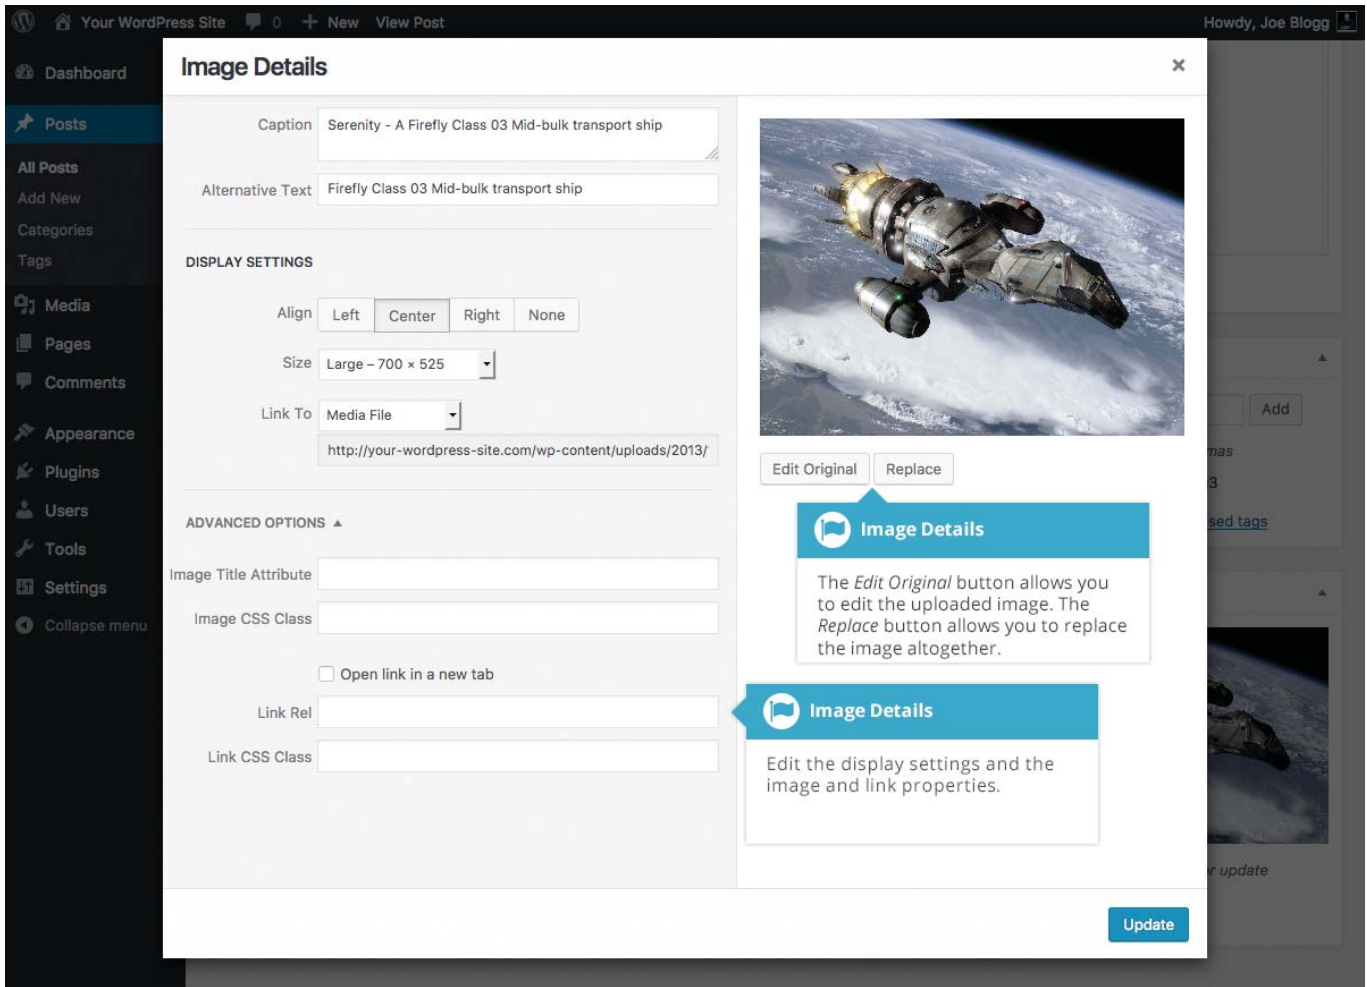 Your WordPress Site 0 New View Post Howdy, Joe Blogg
Dashboard
Posts
All Posts
Add New
Categories
Tags
Media
Pages
Comments
Appearance
Plugins
Users
Tools
Settings
Collapse menu
Image Details ×
Caption Serenity - A Firefly Class 03 Mid-bulk transport ship
Alternative Text Firefly Class 03 Mid-bulk transport ship
DISPLAY SETTINGS
Align Left Center Right None
Size Large – 700 × 525
Link To Media File
http://your-wordpress-site.com/wp-content/uploads/2013/
ADVANCED OPTIONS
Image Title Attribute
Image CSS Class
Open link in a new tab
Link Rel
Link CSS Class
Edit Original Replace
Image Details
The Edit Original button allows you
to edit the uploaded image. The
Replace button allows you to replace
the image altogether.
Image Details
Edit the display settings and the
image and link properties.
Update
Add
sed tags
update